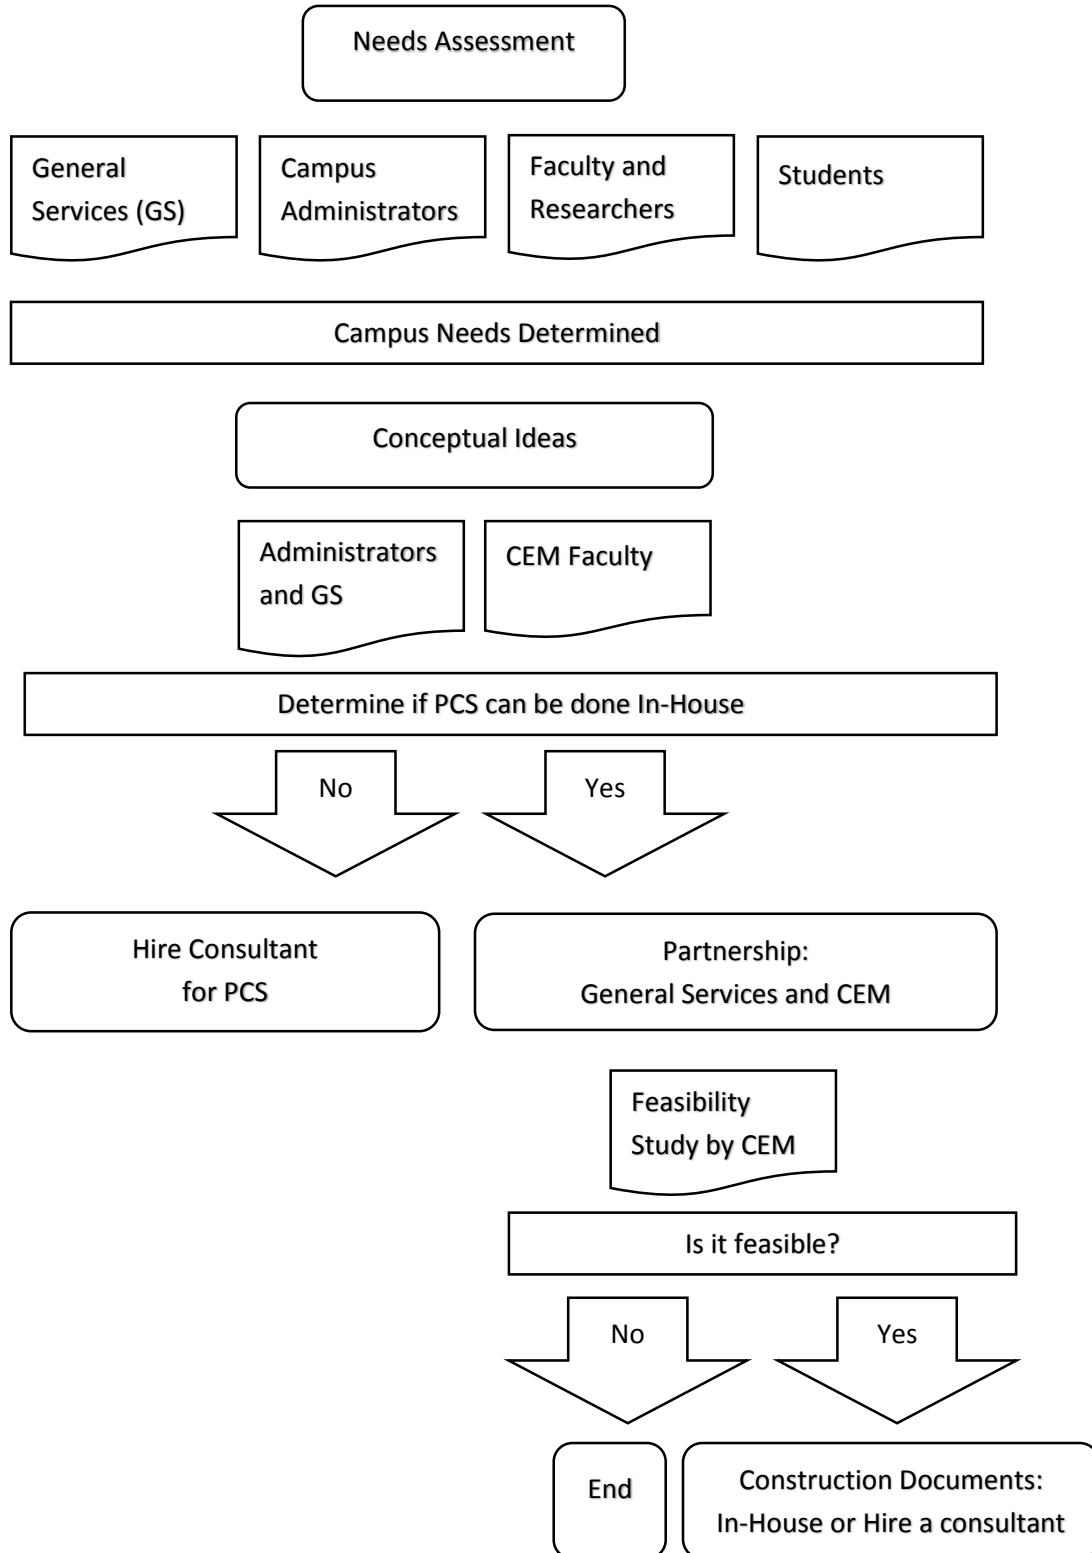 Needs Assessment
General
Services (GS)
Campus
Administrators
Faculty and
Researchers
Students
Campus Needs Determined
Conceptual Ideas
Administrators
and GS
CEM Faculty
Determine if PCS can be done In-House
No
Yes
Hire Consultant
for PCS
Partnership:
General Services and CEM
Feasibility
Study by CEM
Is it feasible?
No
Yes
End
Construction Documents:
In-House or Hire a consultant